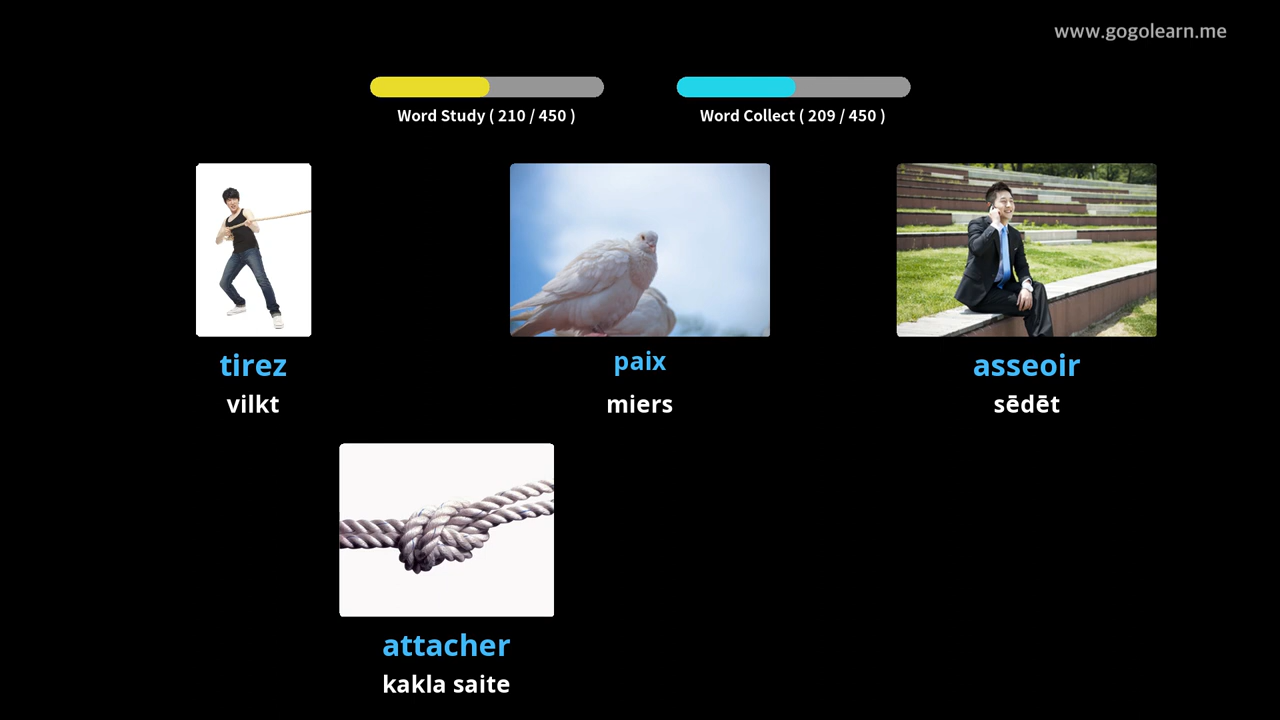 www.gogolearn.me
Word Study ( 210 / 450 )
Word Collect ( 209 / 450 )
tirez
vilkt
paix
miers
asseoir
sēdēt
attacher
kakla saite